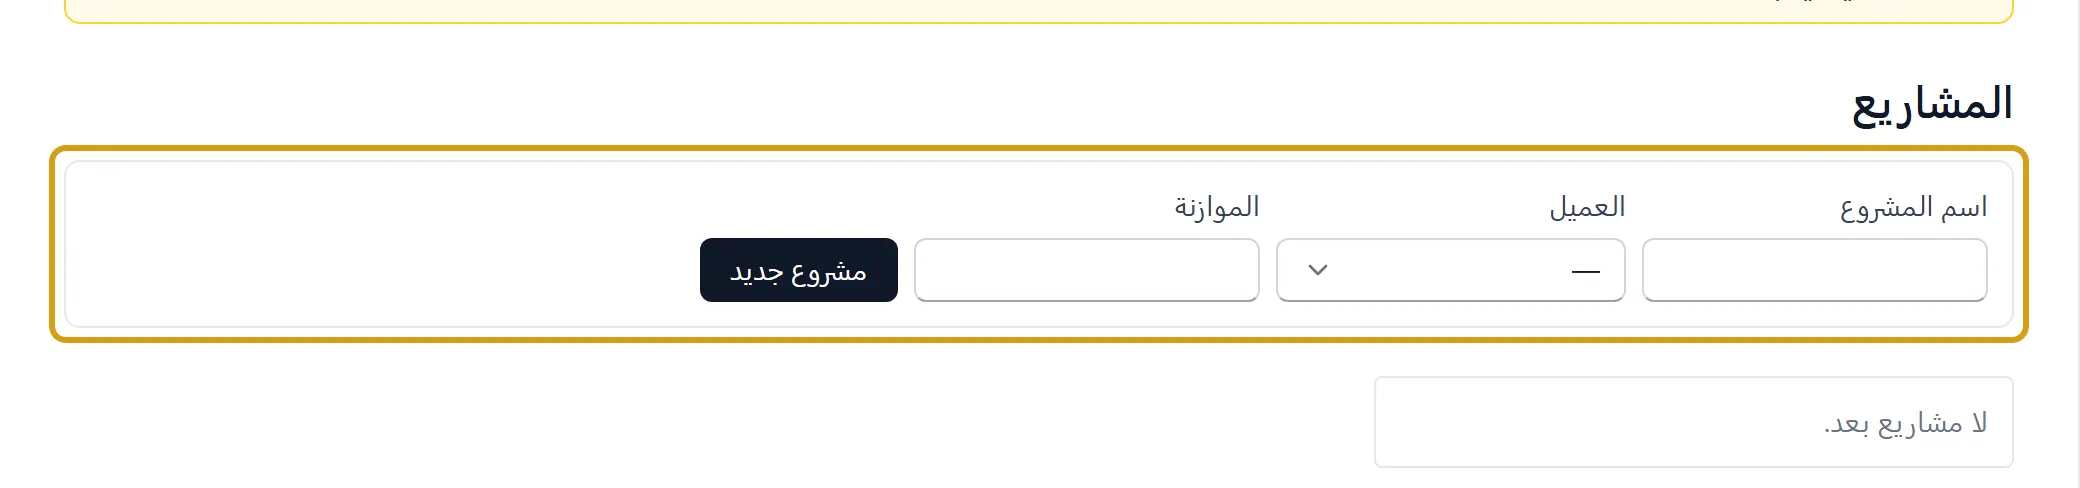 المشاريع
اسم المشروع
العميل
الموازنة
—
مشروع جديد
لا مشاريع بعد.